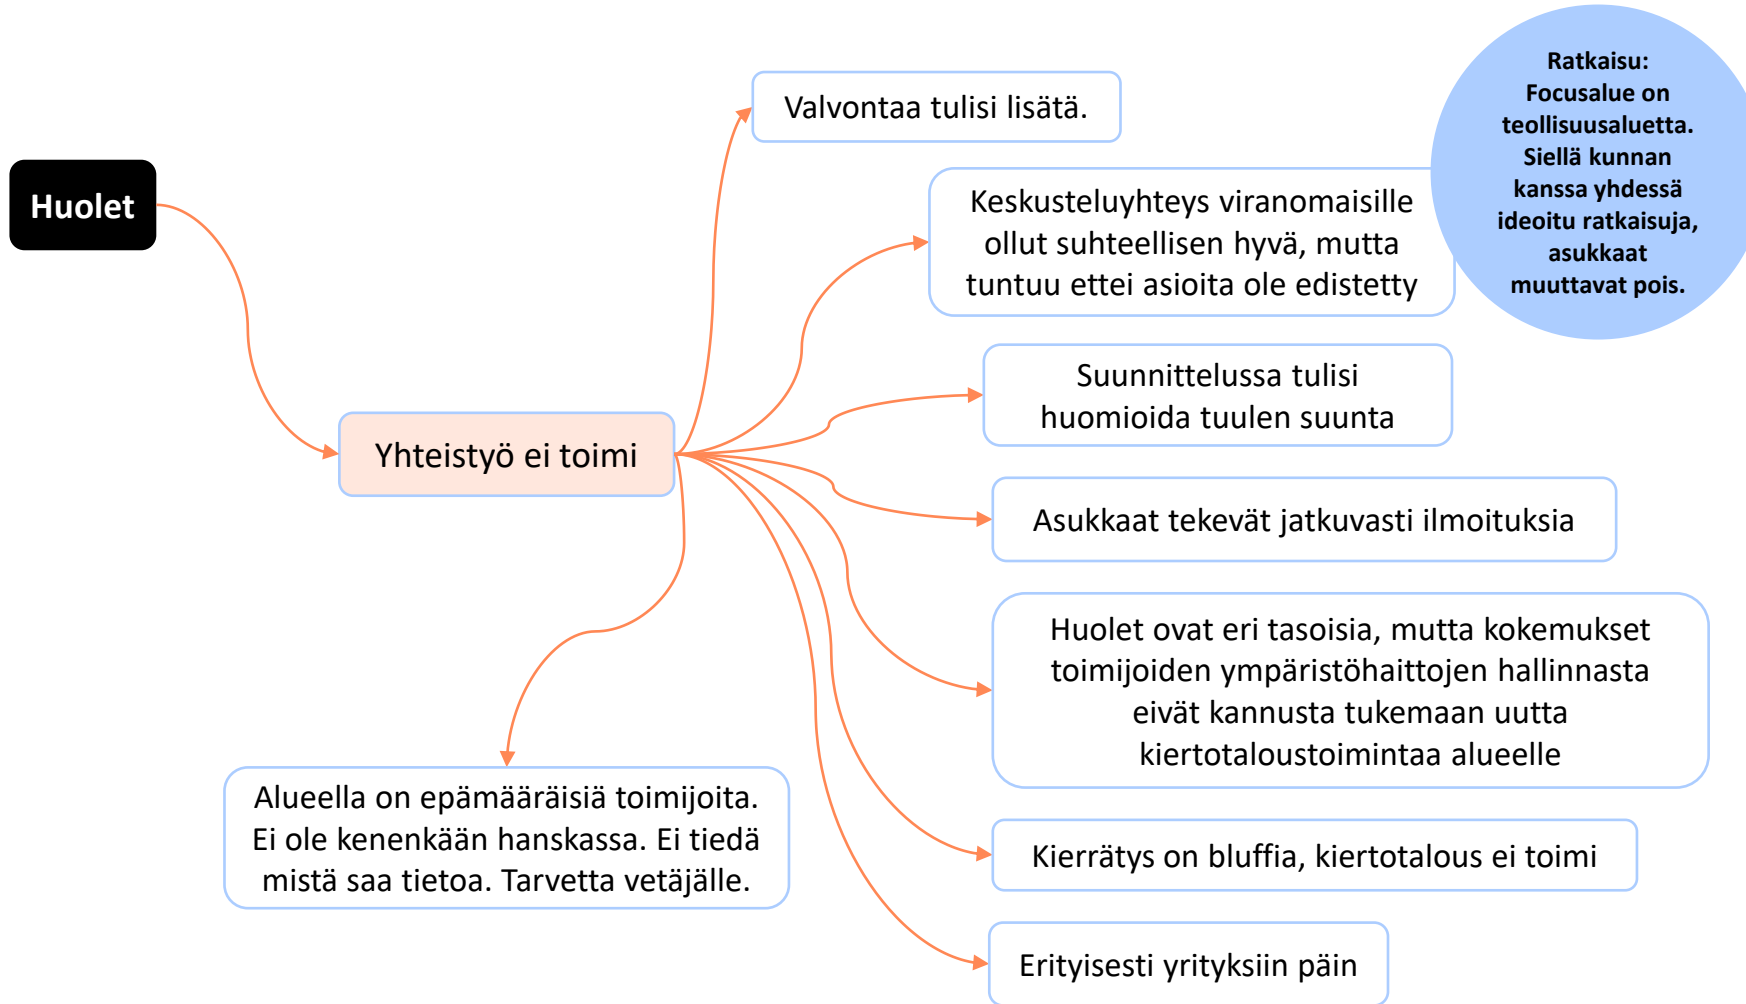 Huolet
Yhteistyö ei toimi
Valvontaa tulisi lisätä.
Keskusteluyhteys viranomaisille
ollut suhteellisen hyvä, mutta
tuntuu ettei asioita ole edistetty
Ratkaisu:
Focusalue on
teollisuusaluetta.
Siellä kunnan
kanssa yhdessä
ideoitu ratkaisuja,
asukkaat
muuttavat pois.
Suunnittelussa tulisi
huomioida tuulen suunta
Asukkaat tekevät jatkuvasti ilmoituksia
Huolet ovat eri tasoisia, mutta kokemukset
toimijoiden ympäristöhaittojen hallinnasta
eivät kannusta tukemaan uutta
kiertotaloustoimintaa alueelle
Kierrätys on bluffia, kiertotalous ei toimi
Erityisesti yrityksiin päin
Alueella on epämääräisiä toimijoita.
Ei ole kenenkään hanskassa. Ei tiedä
mistä saa tietoa. Tarvetta vetäjälle.